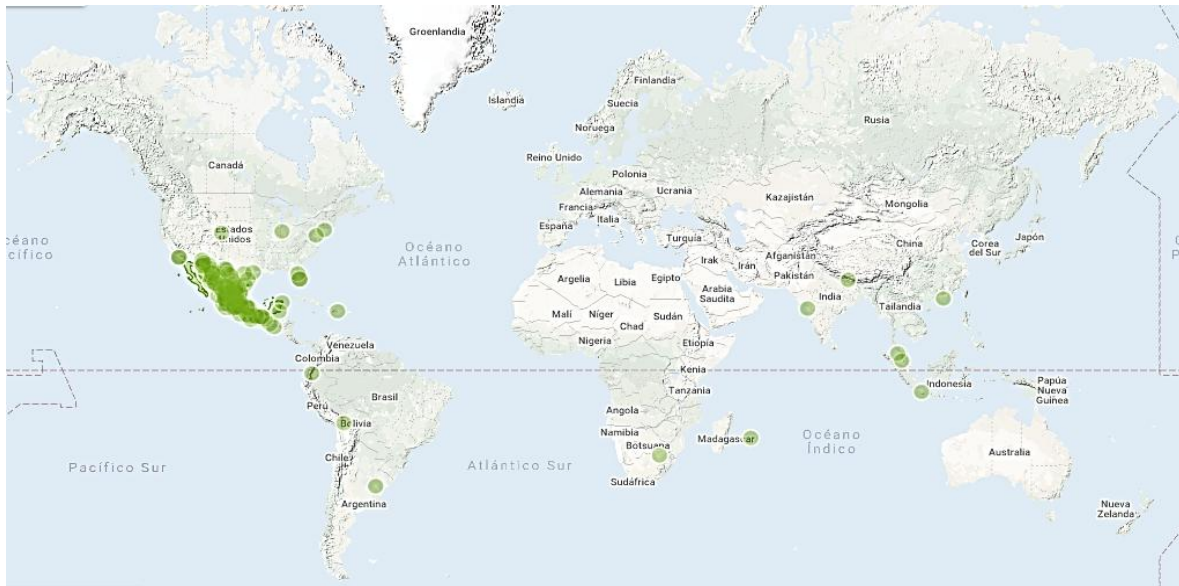 Groenlandia
Islandia
Finlandia
Suecia
Noruega
Rusia
Canadá
Reino Unido
Polonia
Alemania
Ucrania
Kazajistán
Francia
Mongolia
Italia
España
Turquía
Corea
del Sur
Japón
China
Océano
Atlántico
Irak
Irán
Afganistán
Pakistán
Argelia
Libia
Egipto
Arabia
Saudita
India
Malí
Níger
Sudán
Tailandia
Chad
Nigeria
Etiopía
Venezuela
Colombia
Kenia
Indonesia
Papúa
Nueva
Guinea
Tanzania
Perú
Brasil
Angola
Bolivia
Namibia
Botsuana
Madagascar
Océano
Índico
Chile
Pacífico Sur
Atlántico Sur
Australia
Sudáfrica
Argentina
Nueva
Zelanda